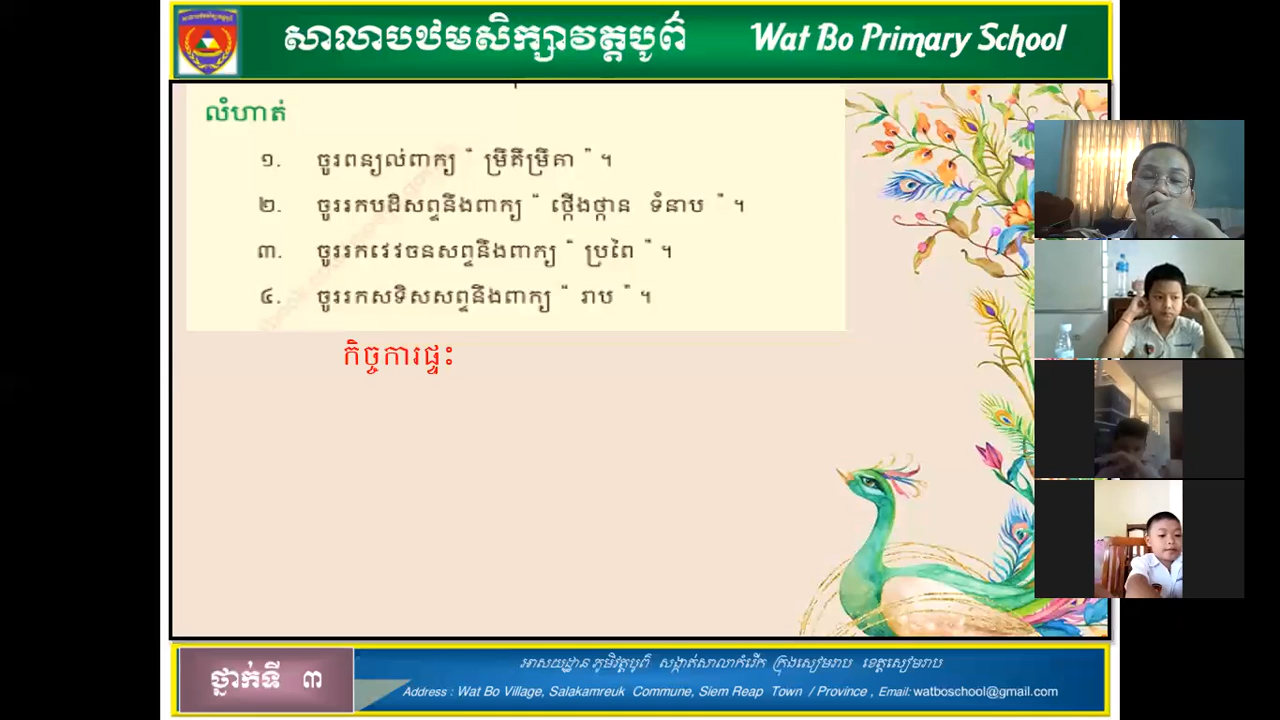 សាលាបឋមសិក្សាវត្តបូព៌ Wat Bo Primary School
លំហាត់
១. ចូរពន្យល់ពាក្យ “ ម្រីគីម្រីគា ” ។
២. ចូររកបដិសព្ទនឹងពាក្យ “ ថ្កើងថ្កាន ទំនាប ” ។
៣. ចូររកវេវចនសព្ទនឹងពាក្យ “ ប្រពៃ ” ។
៤. ចូររកសទិសសព្ទនឹងពាក្យ “ រាប ” ។
កិច្ចការផ្ទះ
ថ្នាក់ទី ៣
អាសយដ្ឋាន ភូមិវត្តបូព៌ សង្កាត់សាលាកំរើក ក្រុងសៀមរាប ខេត្តសៀមរាប
Address : Wat Bo Village, Salakamreuk Commune, Siem Reap Town / Province , Email: watboschool@gmail.com